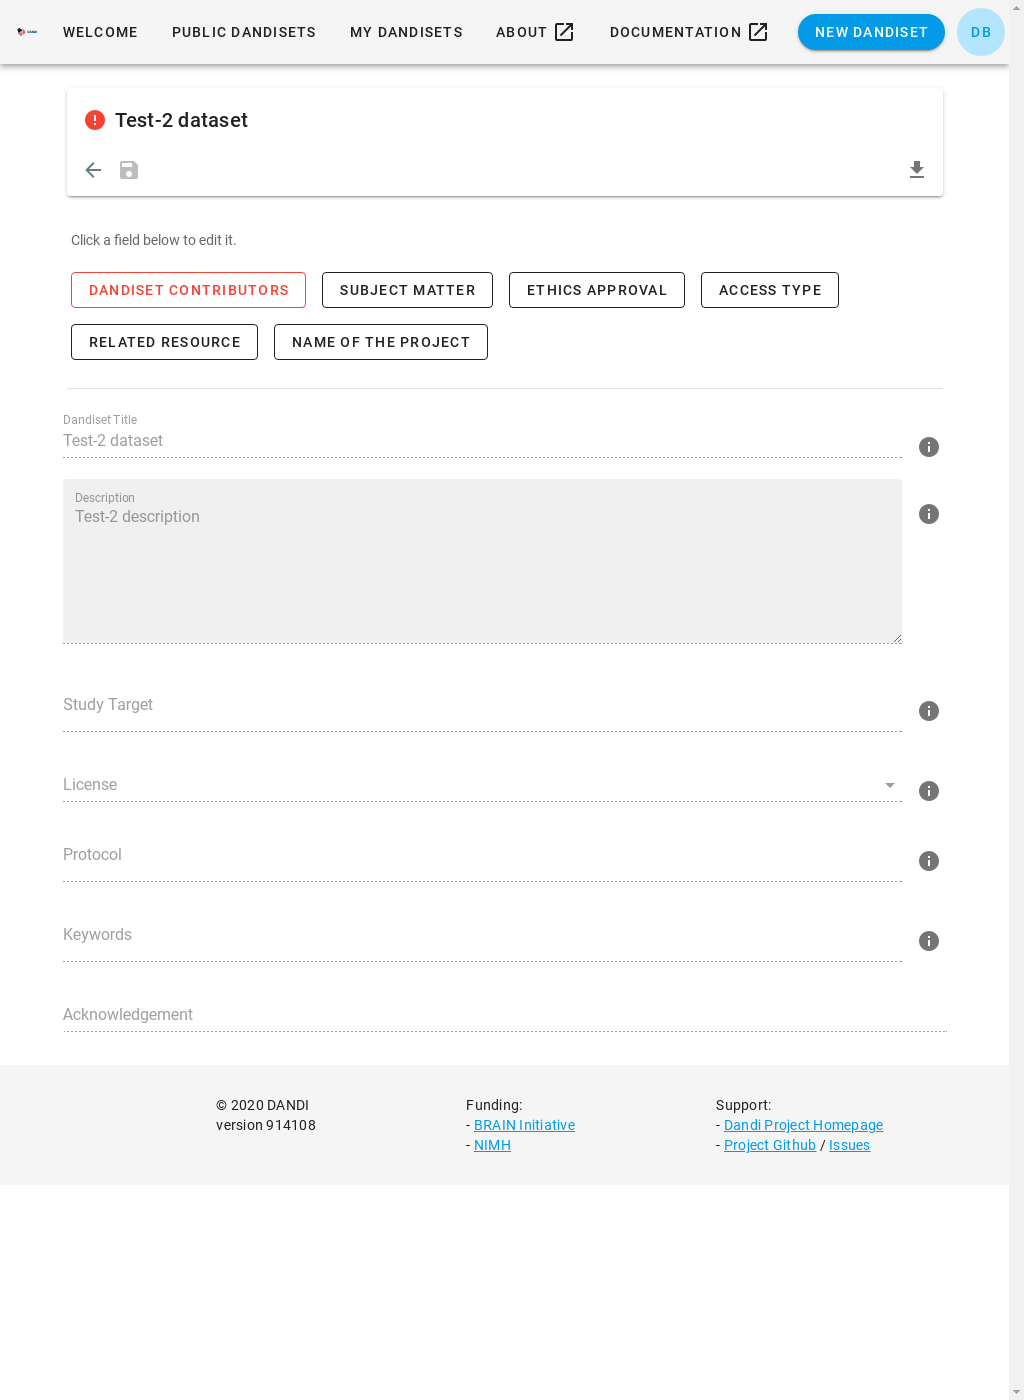 WELCOME PUBLIC DANDISETS MY DANDISETS ABOUT DOCUMENTATION NEW DANDISET DB
Test-2 dataset
Click a field below to edit it.
DANDISET CONTRIBUTORS SUBJECT MATTER ETHICS APPROVAL ACCESS TYPE
RELATED RESOURCE NAME OF THE PROJECT
Dandiset Title
Test-2 dataset
Description
Test-2 description
Study Target
License
Protocol
Keywords
Acknowledgement
© 2020 DANDI
version 914108
Funding:
- BRAIN Initiative
- NIMH
Support:
- Dandi Project Homepage
- Project Github / Issues